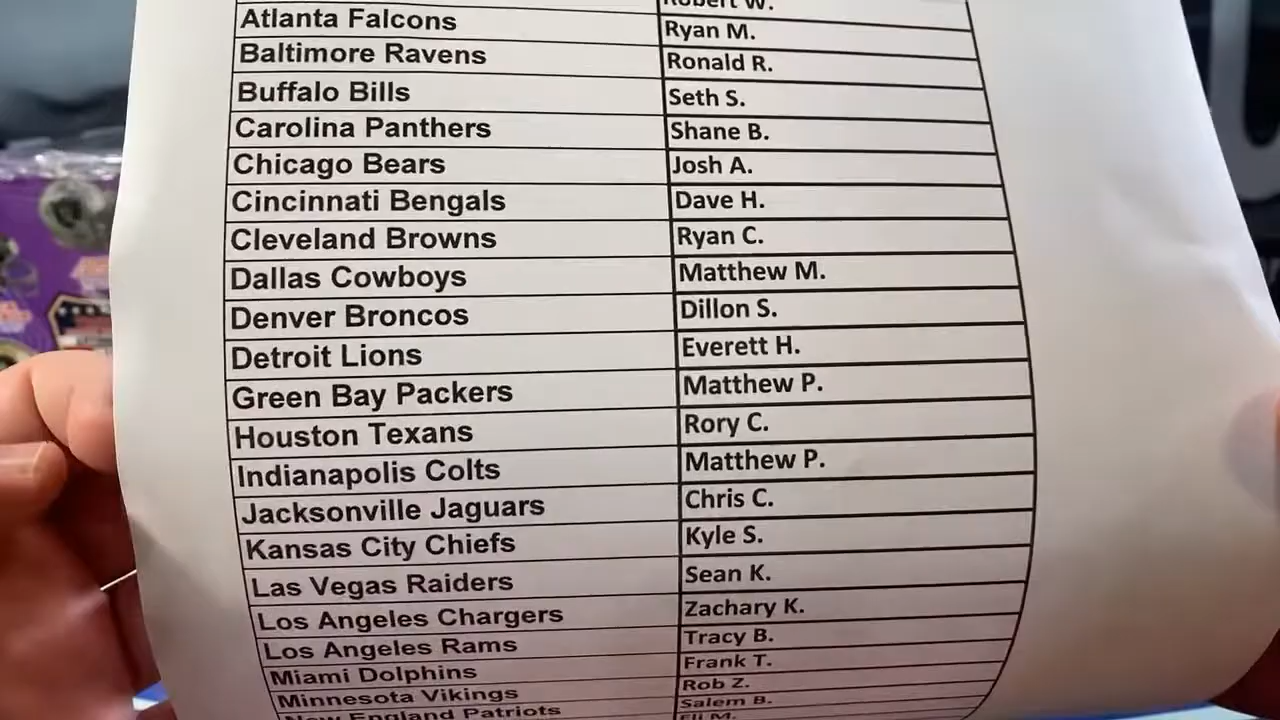 Robert W.
Atlanta Falcons Ryan M.
Baltimore Ravens Ronald R.
Buffalo Bills Seth S.
Carolina Panthers Shane B.
Chicago Bears Josh A.
Cincinnati Bengals Dave H.
Cleveland Browns Ryan C.
Dallas Cowboys Matthew M.
Denver Broncos Dillon S.
Detroit Lions Everett H.
Green Bay Packers Matthew P.
Houston Texans Rory C.
Indianapolis Colts Matthew P.
Jacksonville Jaguars Chris C.
Kansas City Chiefs Kyle S.
Las Vegas Raiders Sean K.
Los Angeles Chargers Zachary K.
Los Angeles Rams Tracy B.
Miami Dolphins Frank T.
Minnesota Vikings Rob Z.
New England Patriots Salem B.
Eli M.